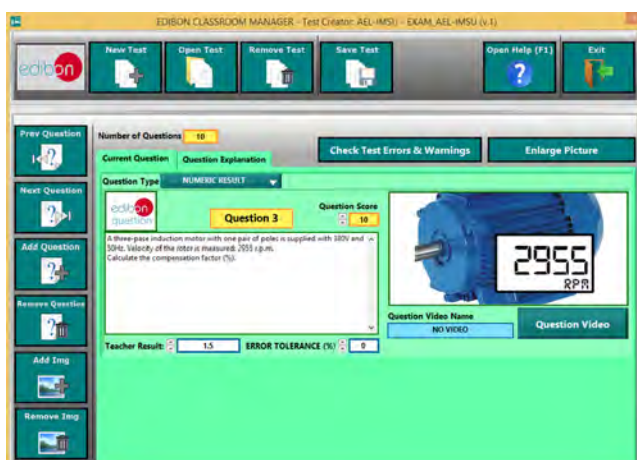 EDIBON CLASSROOM MANAGER - Test Creator: AEL-IMSU - EXAM_AEL-IMSU (v.1)
edibon
New Test
Open Test
Remove Test
Save Test
Open Help (F1)
Exit
Prev Question
Next Question
Add Question
Remove Question
Add Img
Remove Img
Number of Questions 10
Check Test Errors & Warnings
Enlarge Picture
Current Question
Question Explanation
Question Type NUMERIC RESULT
edibon
question
Question 3
Question Score
10
A three-pase induction motor with one pair of poles is supplied with 380V and
50Hz. Velocity of the rotor is measured: 2955 r.p.m.
Calculate the compensation factor (%).
2955
RPM
Question Video Name
NO VIDEO
Question Video
Teacher Result: 1.5 ERROR TOLERANCE (%) 0